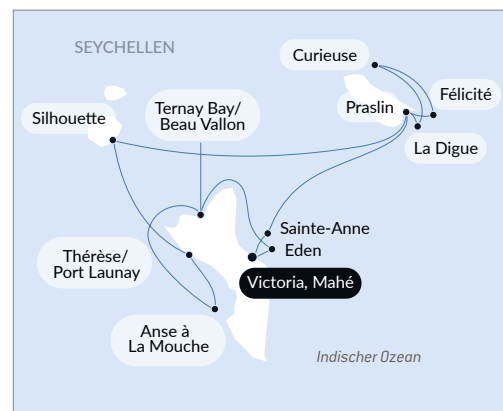 SEYCHELLEN
Curieuse
Silhouette
Ternay Bay/
Beau Vallon
Praslin
Félicité
La Digue
Sainte-Anne
Eden
Thérèse/
Port Launay
Victoria, Mahé
Anse à
La Mouche
Indischer Ozean